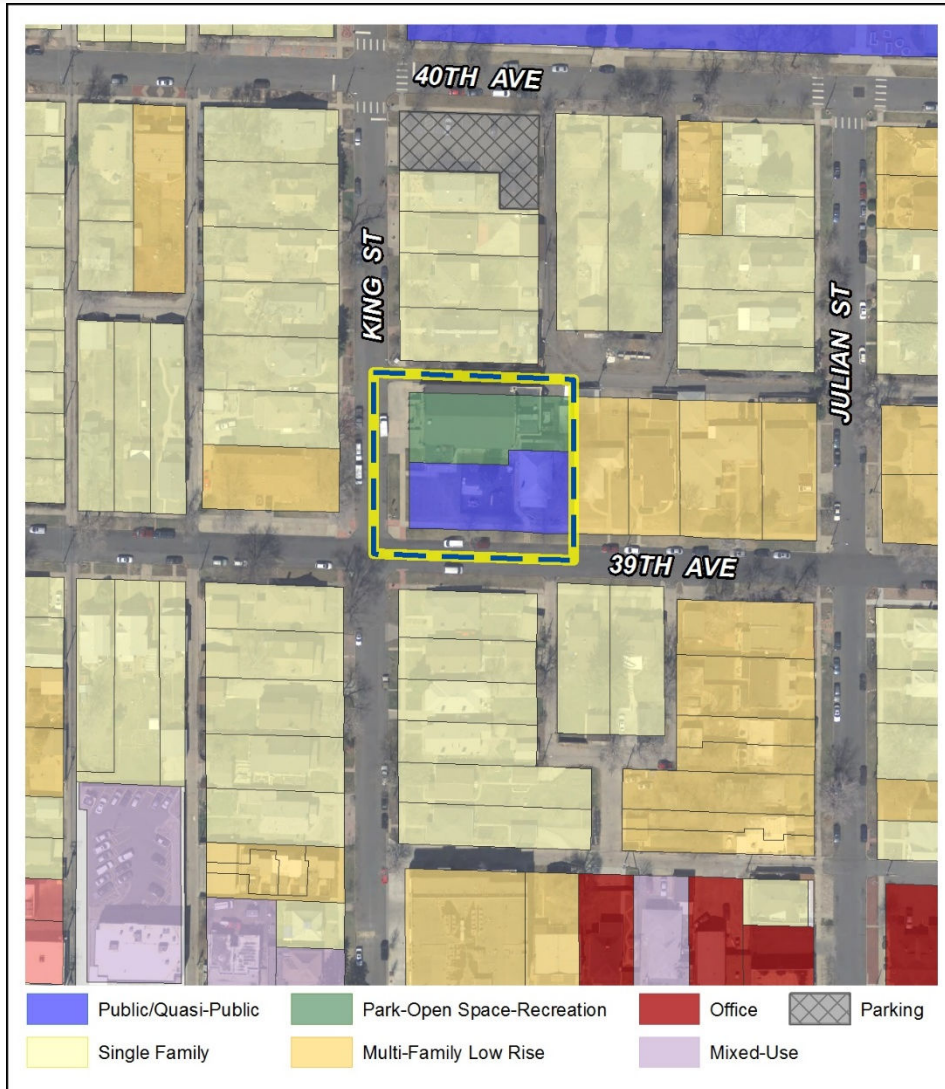 40TH AVE
KING ST
JULIAN ST
39TH AVE
Public/Quasi-Public
Park-Open Space-Recreation
Office
Parking
Single Family
Multi-Family Low Rise
Mixed-Use